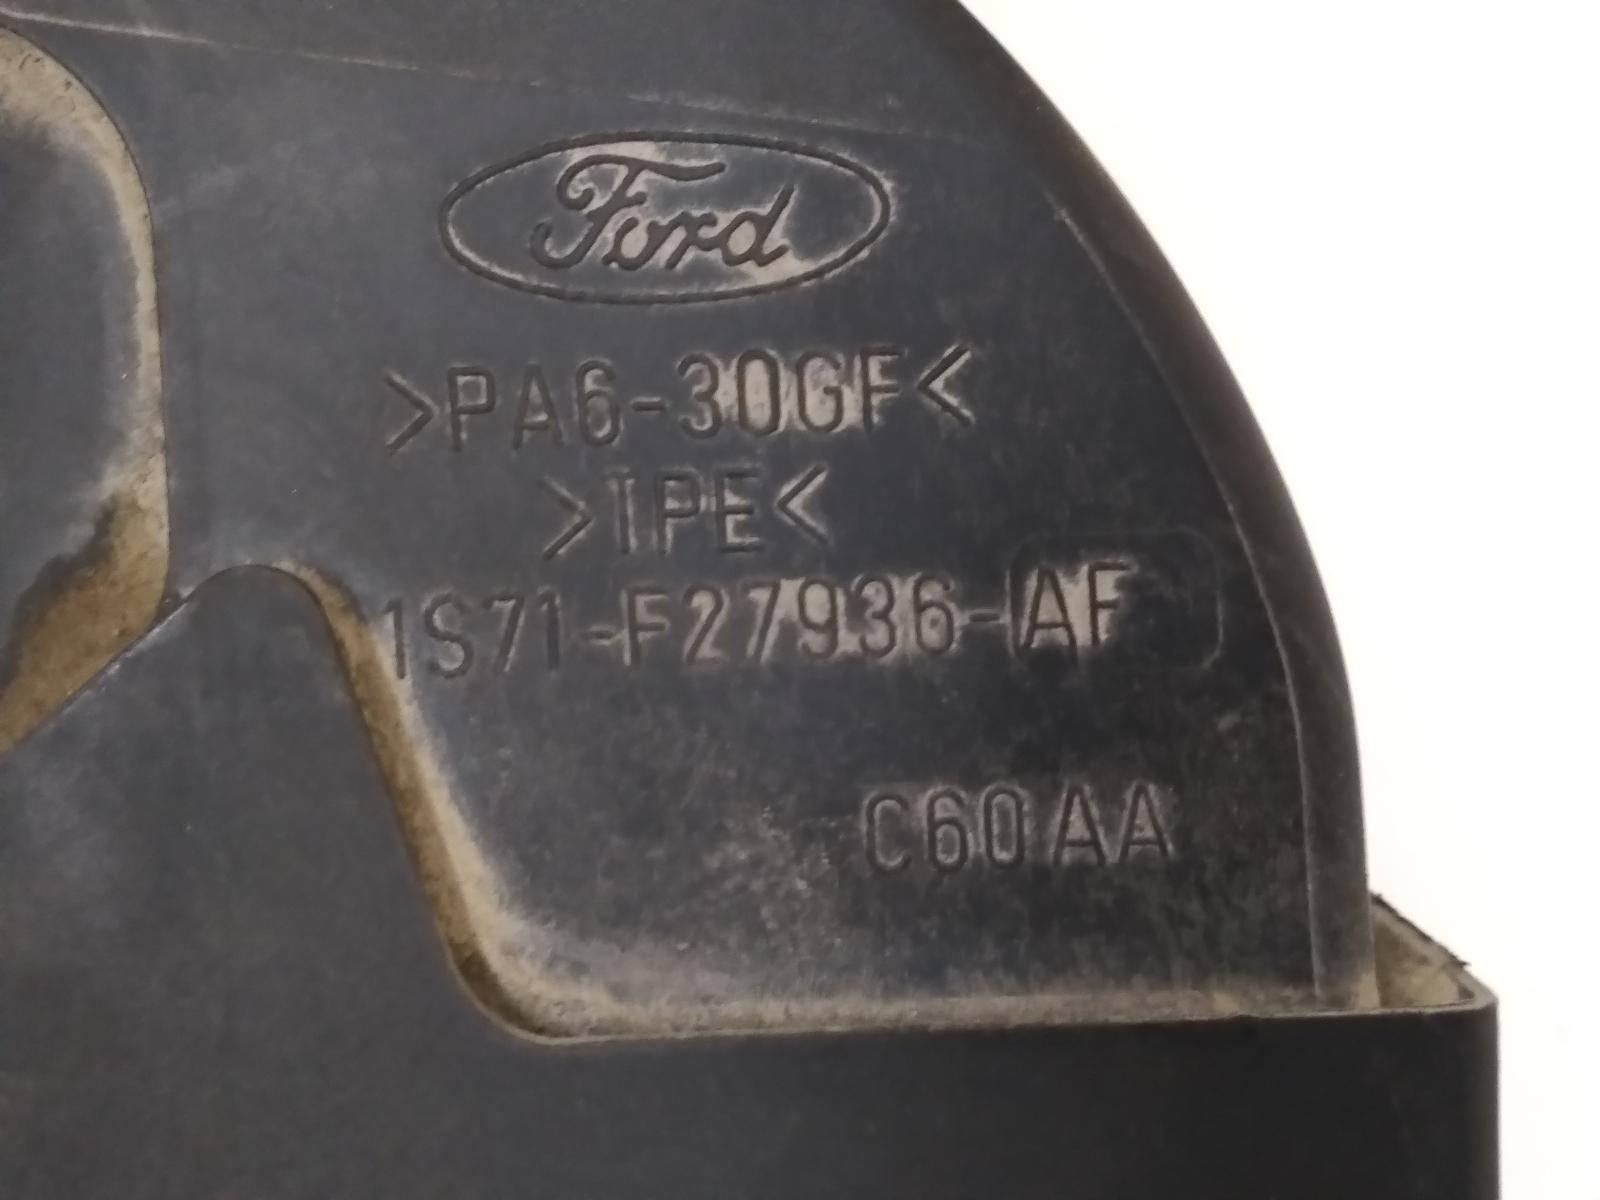 Ford
>PA6-30GF<
>TPE<
1S71-F27936-AF
C60AA